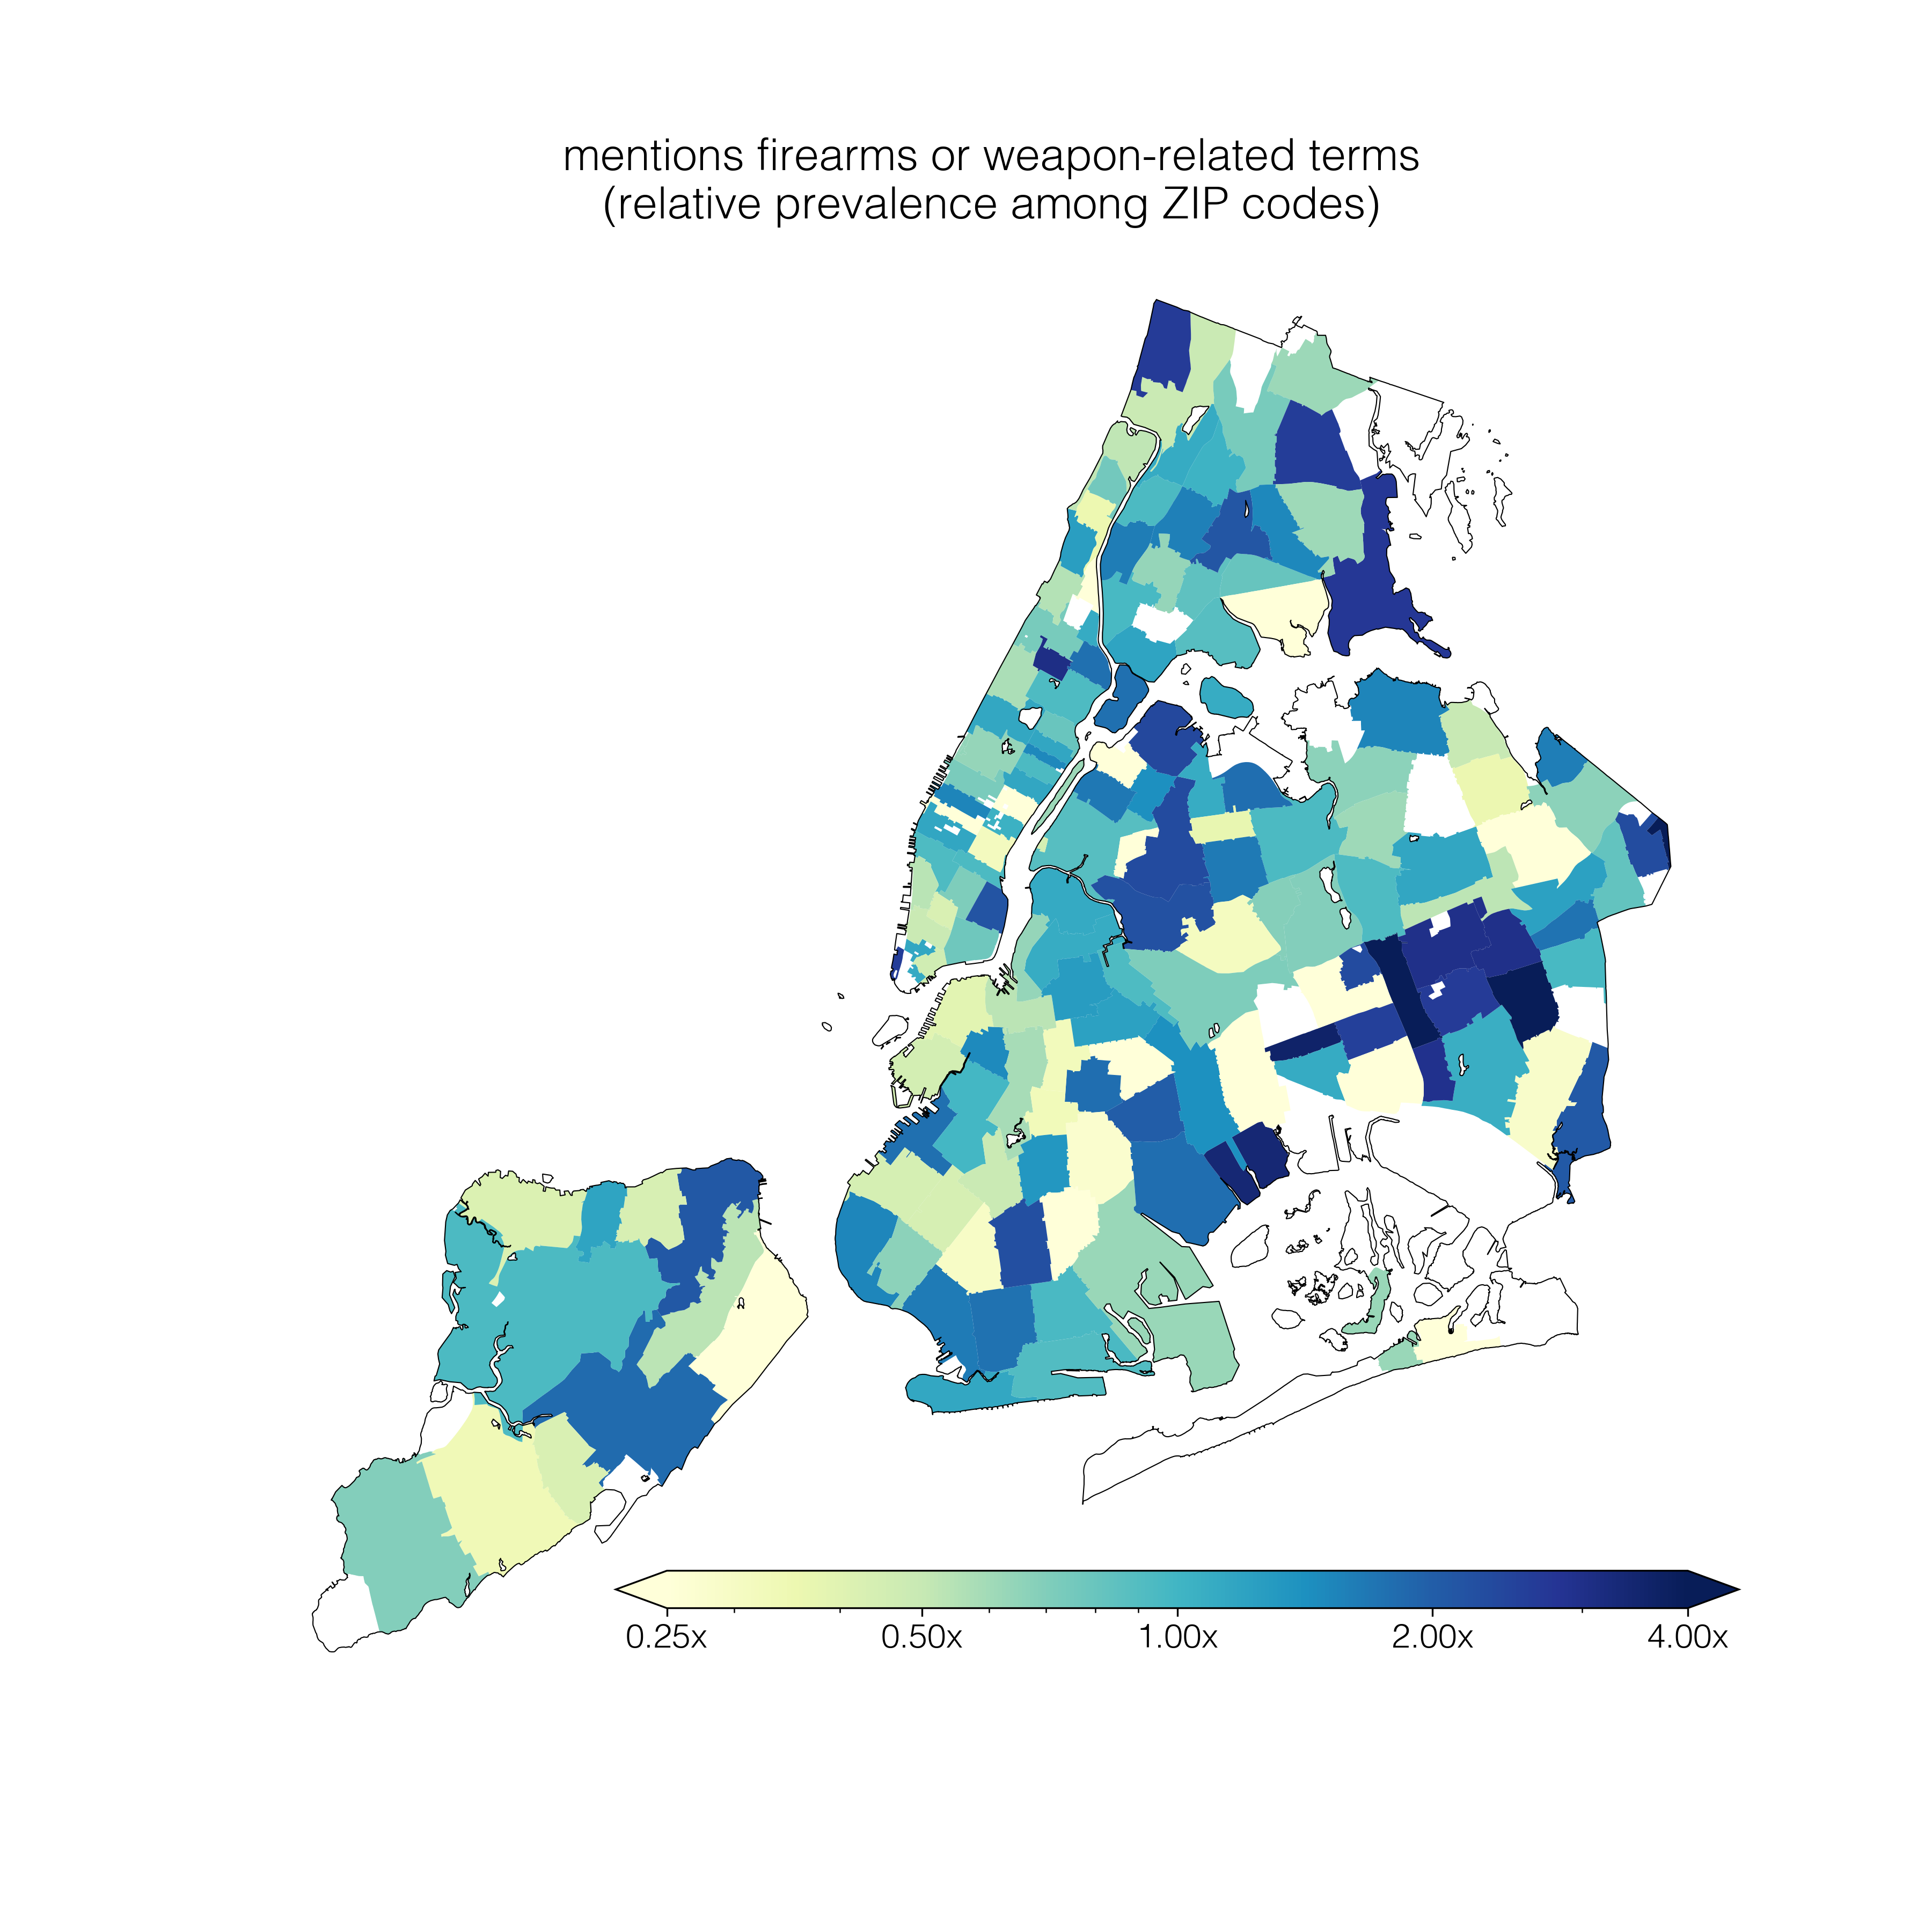 mentions firearms or weapon-related terms
(relative prevalence among ZIP codes)
0.25x 0.50x 1.00x 2.00x 4.00x